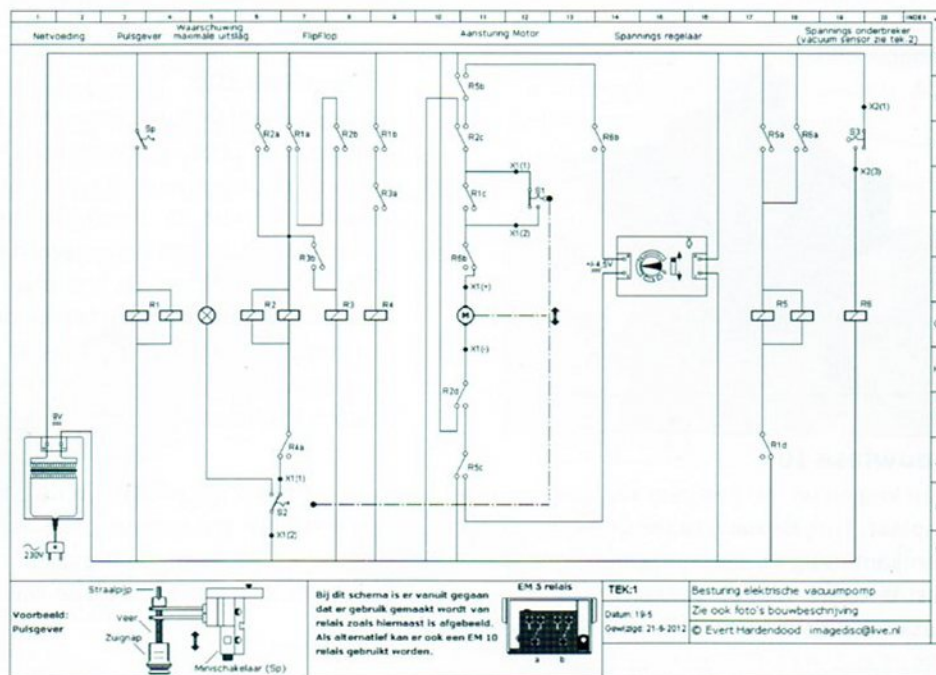 1 2 3 4 5 6 7 8 9 10 11 12 13 14 15 16 17 18 19 20 INDEX
Netvoeding
Pulsgever
Waarschuwing
maximale uitslag
FlipFlop
Aansturing Motor
Spannings regelaar
Spannings onderbreker
(vacuum sensor zie tek.2)
R5b
X2(1)
Sp
R2a
R1a
R2b
R1b
R2c
R6b
R5a
R6a
S3
X1(1)
X2(3)
R3a
R1c
S1
X1(2)
R3b
R6b
+/-4.5V
X1(+)
R1
R2
R3
R4
M
R5
R6
X1(-)
R2d
9V
R4a
R1d
X1(1)
R5c
S2
X1(2)
230V
Voorbeeld:
Pulsgever
Straalpijp
Veer
Zuignap
Minischakelaar (Sp)
Bij dit schema is er vanuit gegaan
dat er gebruik gemaakt wordt van
relais zoals hiernaast is afgebeeld.
Als alternatief kan er ook een EM 10
relais gebruikt worden.
EM 5 relais
a b
TEK:1
Datum: 19-5
Gewijzigd: 21-6-2012
Besturing elektrische vacuumpomp
Zie ook foto's bouwbeschrijving
© Evert Hardendood imagedisc@live.nl